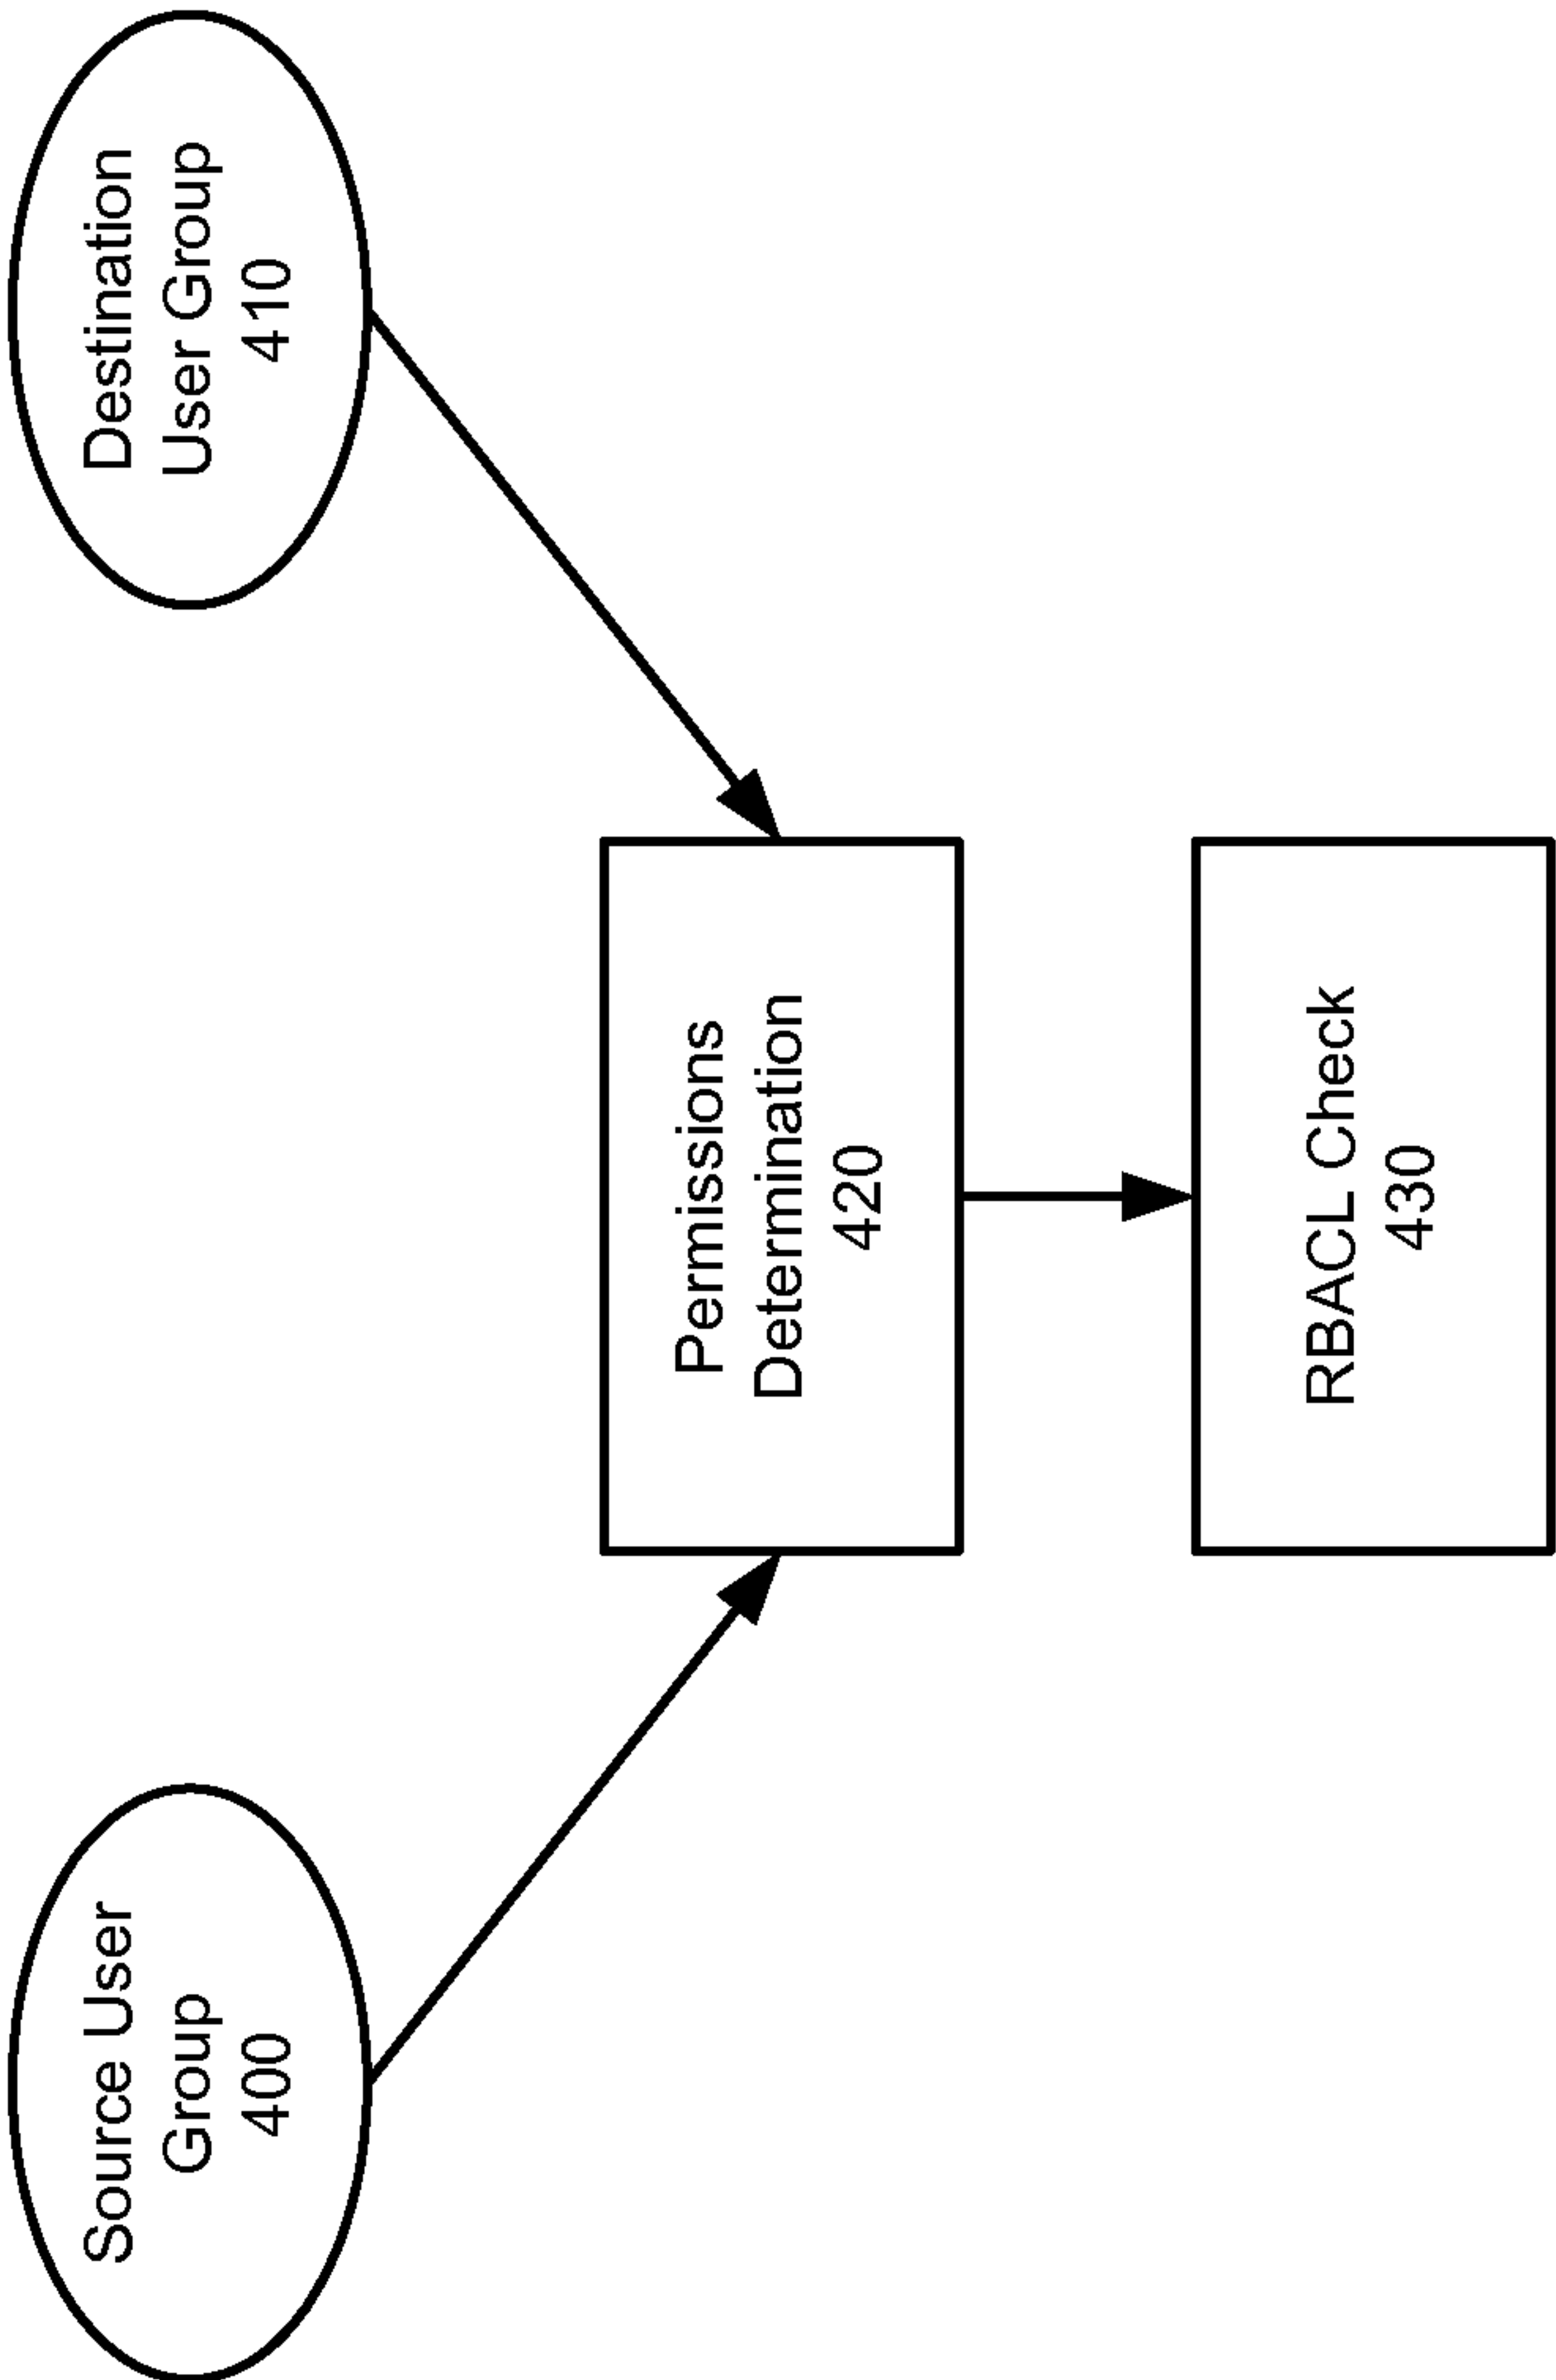 Source User
Group
400
Destination
User Group
410
Permissions
Determination
420
RBACL Check
430